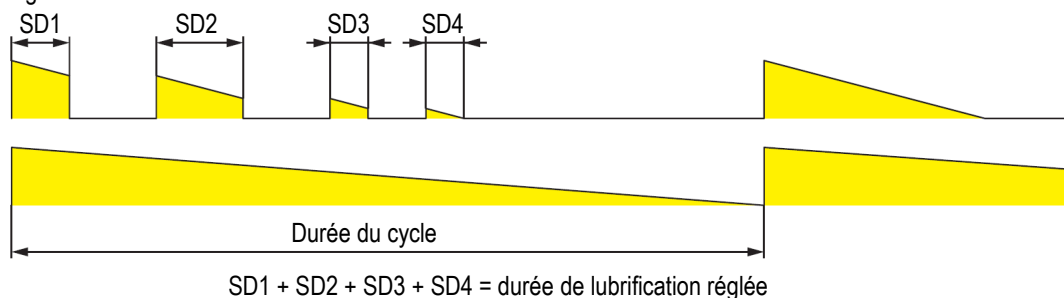 SD1 SD2 SD3 SD4
Durée du cycle
SD1 + SD2 + SD3 + SD4 = durée de lubrification réglée